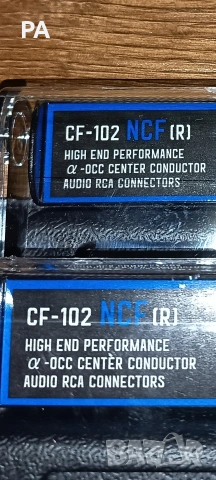 PA
CF-102 NCF (R)
HIGH END PERFORMANCE
α-OCC CENTER CONDUCTOR
AUDIO RCA CONNECTORS
CF-102 NCF (R)
HIGH END PERFORMANCE
α-OCC CENTER CONDUCTOR
AUDIO RCA CONNECTORS